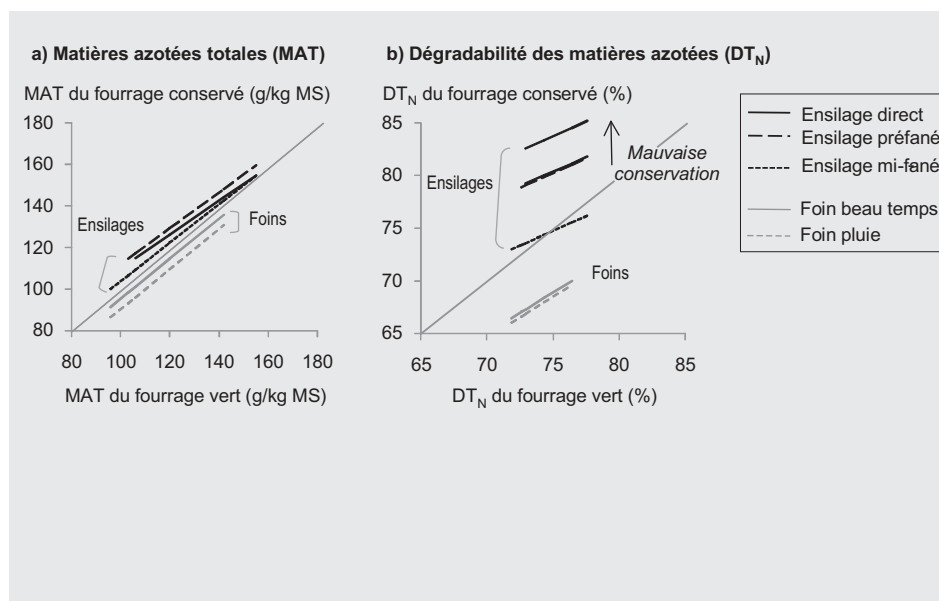 a) Matières azotées totales (MAT)
MAT du fourrage conservé (g/kg MS)
180
160
140
120
100
80
Ensilages
Foins
80 100 120 140 160 180
MAT du fourrage vert (g/kg MS)
b) Dégradabilité des matières azotées (DTN)
DTN du fourrage conservé (%)
85
80
75
70
65
Ensilages
Mauvaise
conservation
Foins
65 70 75 80 85
DTN du fourrage vert (%)
Ensilage direct
Ensilage préfané
Ensilage mi-fané
Foin beau temps
Foin pluie